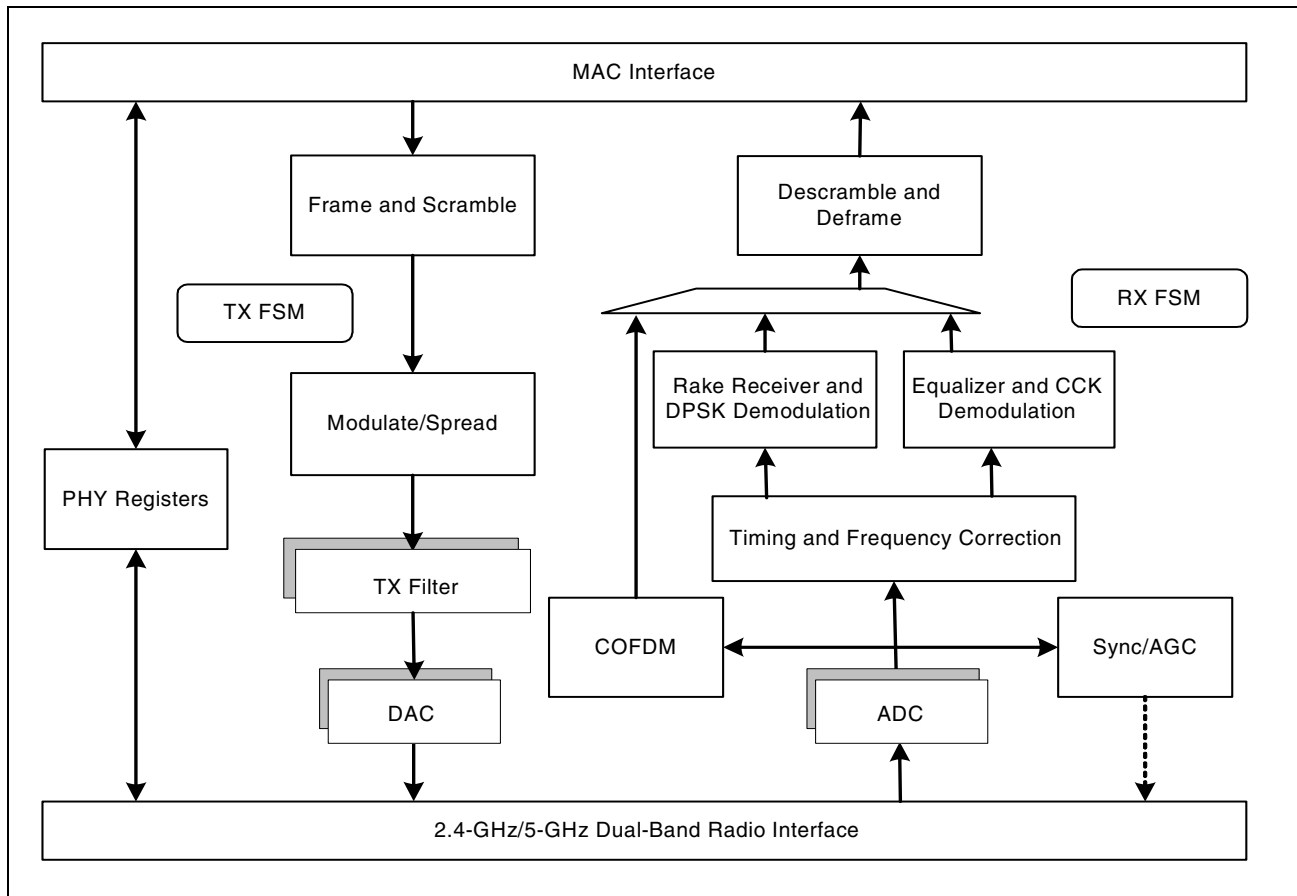 MAC Interface
Frame and Scramble
Descramble and
Deframe
TX FSM
RX FSM
Rake Receiver and
DPSK Demodulation
Equalizer and CCK
Demodulation
Modulate/Spread
PHY Registers
Timing and Frequency Correction
TX Filter
COFDM
Sync/AGC
DAC
ADC
2.4-GHz/5-GHz Dual-Band Radio Interface